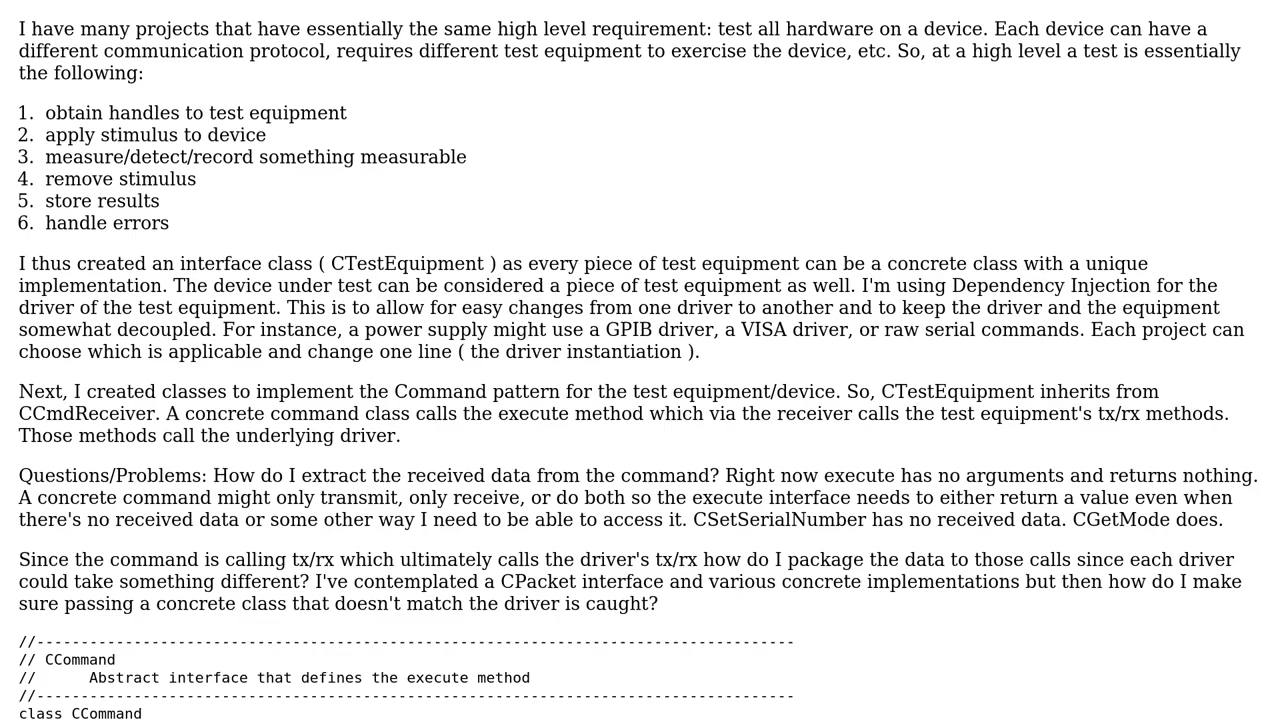 I have many projects that have essentially the same high level requirement: test all hardware on a device. Each device can have a
different communication protocol, requires different test equipment to exercise the device, etc. So, at a high level a test is essentially
the following:
1. obtain handles to test equipment
2. apply stimulus to device
3. measure/detect/record something measurable
4. remove stimulus
5. store results
6. handle errors
I thus created an interface class ( CTestEquipment ) as every piece of test equipment can be a concrete class with a unique
implementation. The device under test can be considered a piece of test equipment as well. I'm using Dependency Injection for the
driver of the test equipment. This is to allow for easy changes from one driver to another and to keep the driver and the equipment
somewhat decoupled. For instance, a power supply might use a GPIB driver, a VISA driver, or raw serial commands. Each project can
choose which is applicable and change one line ( the driver instantiation ).
Next, I created classes to implement the Command pattern for the test equipment/device. So, CTestEquipment inherits from
CCmdReceiver. A concrete command class calls the execute method which via the receiver calls the test equipment's tx/rx methods.
Those methods call the underlying driver.
Questions/Problems: How do I extract the received data from the command? Right now execute has no arguments and returns nothing.
A concrete command might only transmit, only receive, or do both so the execute interface needs to either return a value even when
there's no received data or some other way I need to be able to access it. CSetSerialNumber has no received data. CGetMode does.
Since the command is calling tx/rx which ultimately calls the driver's tx/rx how do I package the data to those calls since each driver
could take something different? I've contemplated a CPacket interface and various concrete implementations but then how do I make
sure passing a concrete class that doesn't match the driver is caught?
//--------------------------------------------------------------------------------------
// CCommand
//      Abstract interface that defines the execute method
//--------------------------------------------------------------------------------------
class CCommand